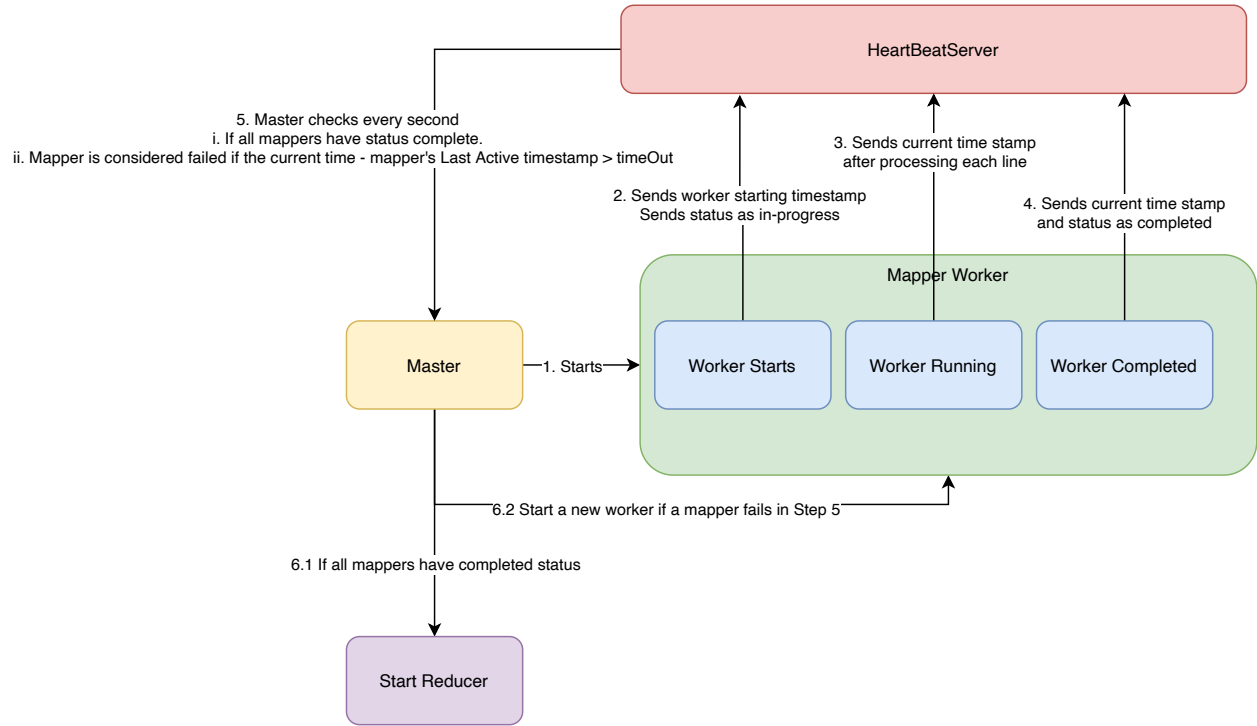 HeartBeatServer
5. Master checks every second
i. If all mappers have status complete.
ii. Mapper is considered failed if the current time - mapper's Last Active timestamp > timeOut
3. Sends current time stamp
after processing each line
2. Sends worker starting timestamp
Sends status as in-progress
4. Sends current time stamp
and status as completed
Mapper Worker
Master
1. Starts
Worker Starts
Worker Running
Worker Completed
6.2 Start a new worker if a mapper fails in Step 5
6.1 If all mappers have completed status
Start Reducer